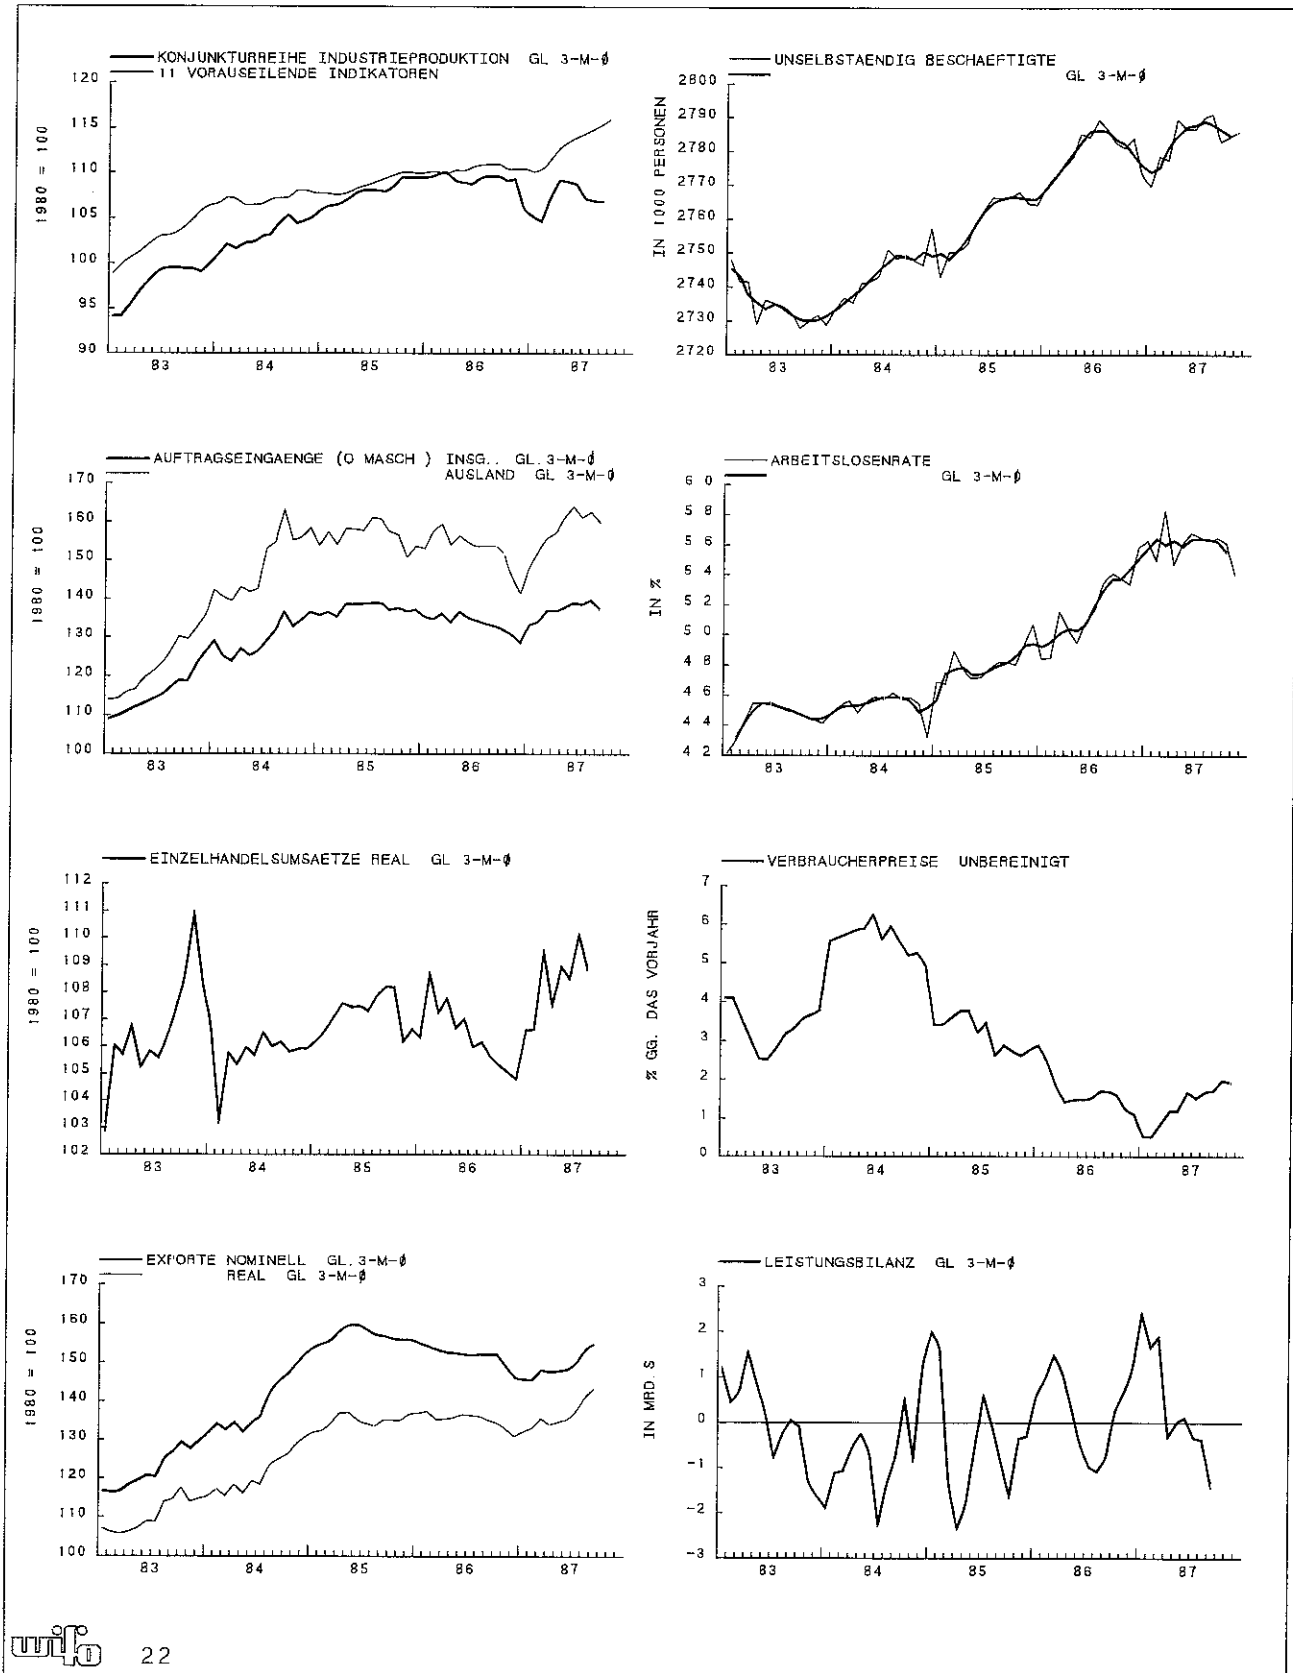 KONJUNKTURREIHE INDUSTRIEPRODUKTION GL 3-M-Ø
11 VORAUSEILENDE INDIKATOREN
1980 = 100
120
115
110
105
100
95
90
83 84 85 86 87
UNSELBSTAENDIG BESCHAEFTIGTE
GL 3-M-Ø
IN 1000 PERSONEN
2800
2790
2780
2770
2760
2750
2740
2730
2720
83 84 85 86 87
AUFTRAGSEINGAENGE (O MASCH ) INSG.. GL. 3-M-Ø
AUSLAND GL 3-M-Ø
1980 = 100
170
160
150
140
130
120
110
100
83 84 85 86 87
ARBEITSLOSENRATE
GL 3-M-Ø
IN %
6 0
5 8
5 6
5 4
5 2
5 0
4 8
4 6
4 4
4 2
83 84 85 86 87
EINZELHANDELSUMSAETZE REAL GL 3-M-Ø
1980 = 100
112
111
110
109
108
107
106
105
104
103
102
83 84 85 86 87
VERBRAUCHERPREISE UNBEREINIGT
% GG. DAS VORJAHR
7
6
5
4
3
2
1
0
83 84 85 86 87
EXPORTE NOMINELL GL. 3-M-Ø
REAL GL 3-M-Ø
1980 = 100
170
160
150
140
130
120
110
100
83 84 85 86 87
LEISTUNGSBILANZ GL 3-M-Ø
IN MRD. S
3
2
1
0
-1
-2
-3
83 84 85 86 87
wifo 22